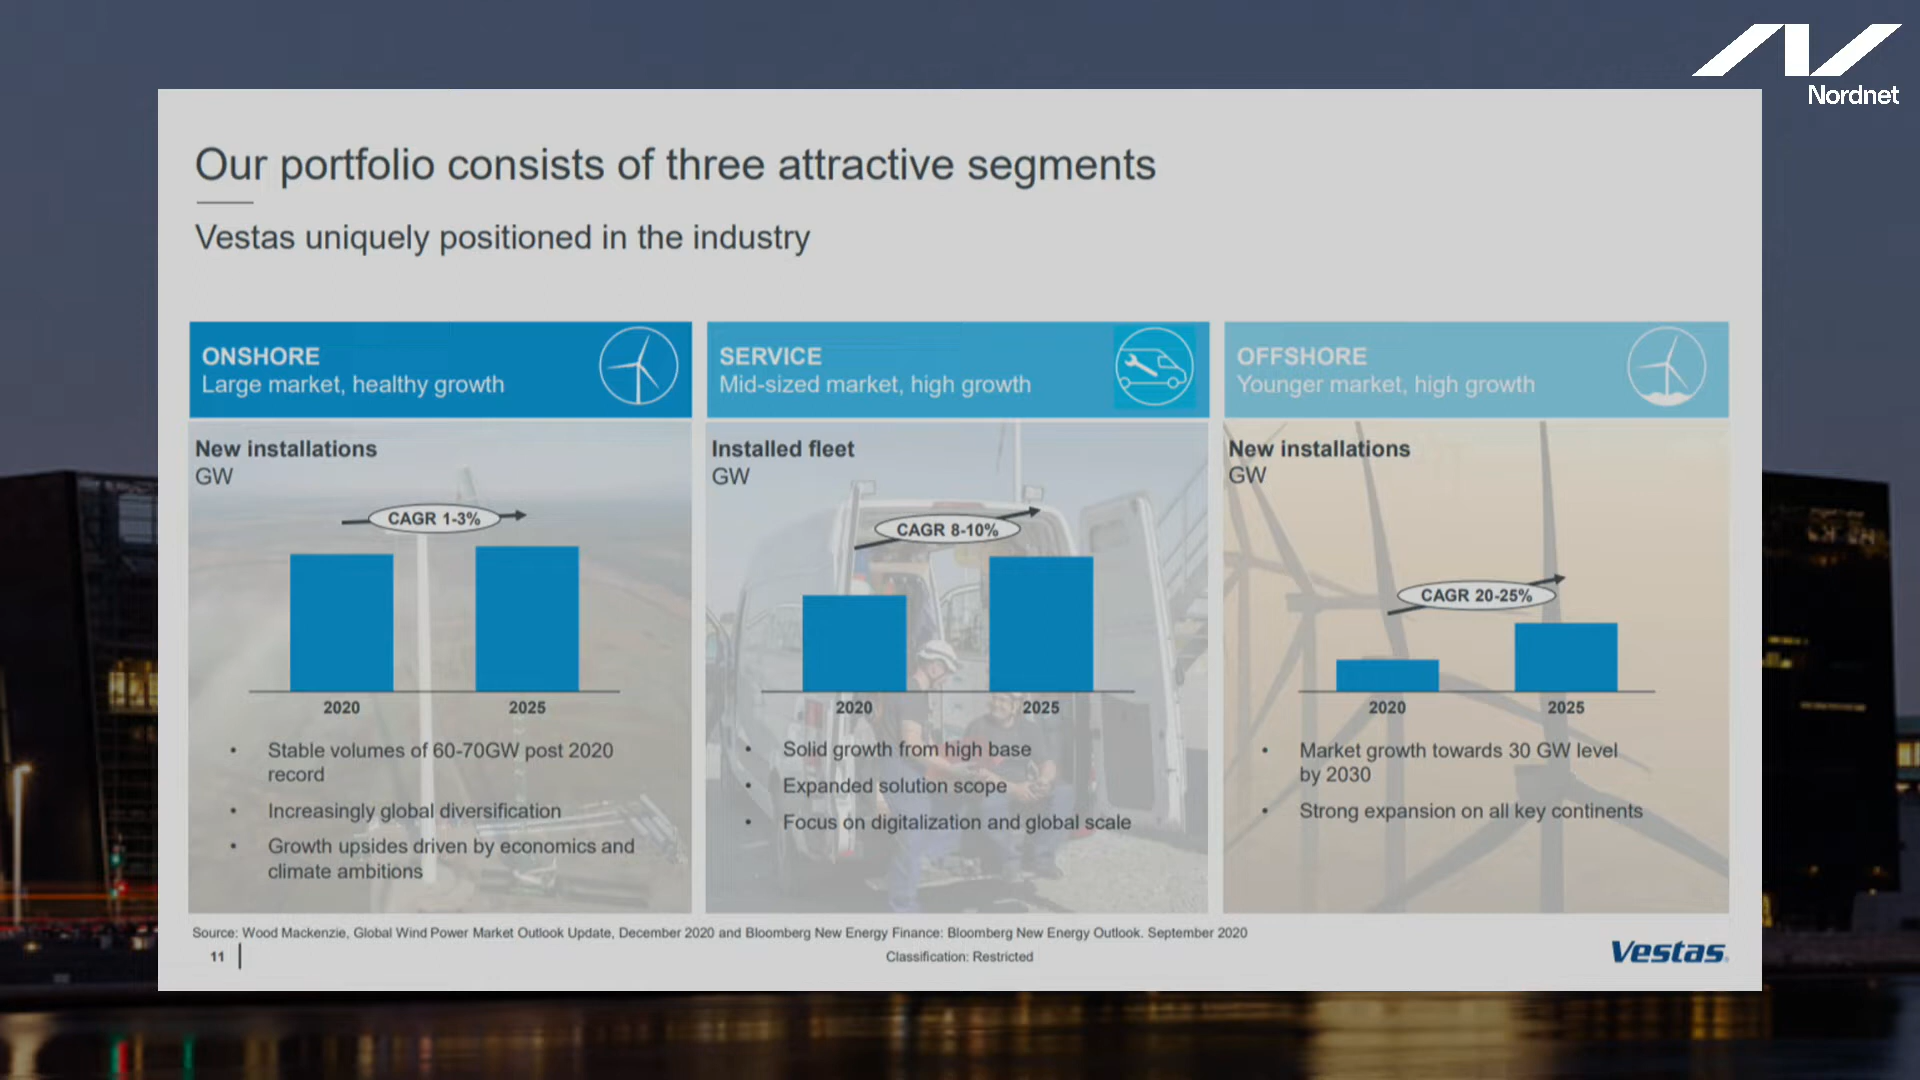 Nordnet
Our portfolio consists of three attractive segments
Vestas uniquely positioned in the industry
ONSHORE
Large market, healthy growth
New installations
GW
CAGR 1-3%
2020
2025
• Stable volumes of 60-70GW post 2020
record
• Increasingly global diversification
• Growth upsides driven by economics and
climate ambitions
SERVICE
Mid-sized market, high growth
Installed fleet
GW
CAGR 8-10%
2020
2025
• Solid growth from high base
• Expanded solution scope
• Focus on digitalization and global scale
OFFSHORE
Younger market, high growth
New installations
GW
CAGR 20-25%
2020
2025
• Market growth towards 30 GW level
by 2030
• Strong expansion on all key continents
Source: Wood Mackenzie, Global Wind Power Market Outlook Update, December 2020 and Bloomberg New Energy Finance: Bloomberg New Energy Outlook. September 2020
11
Classification: Restricted
Vestas